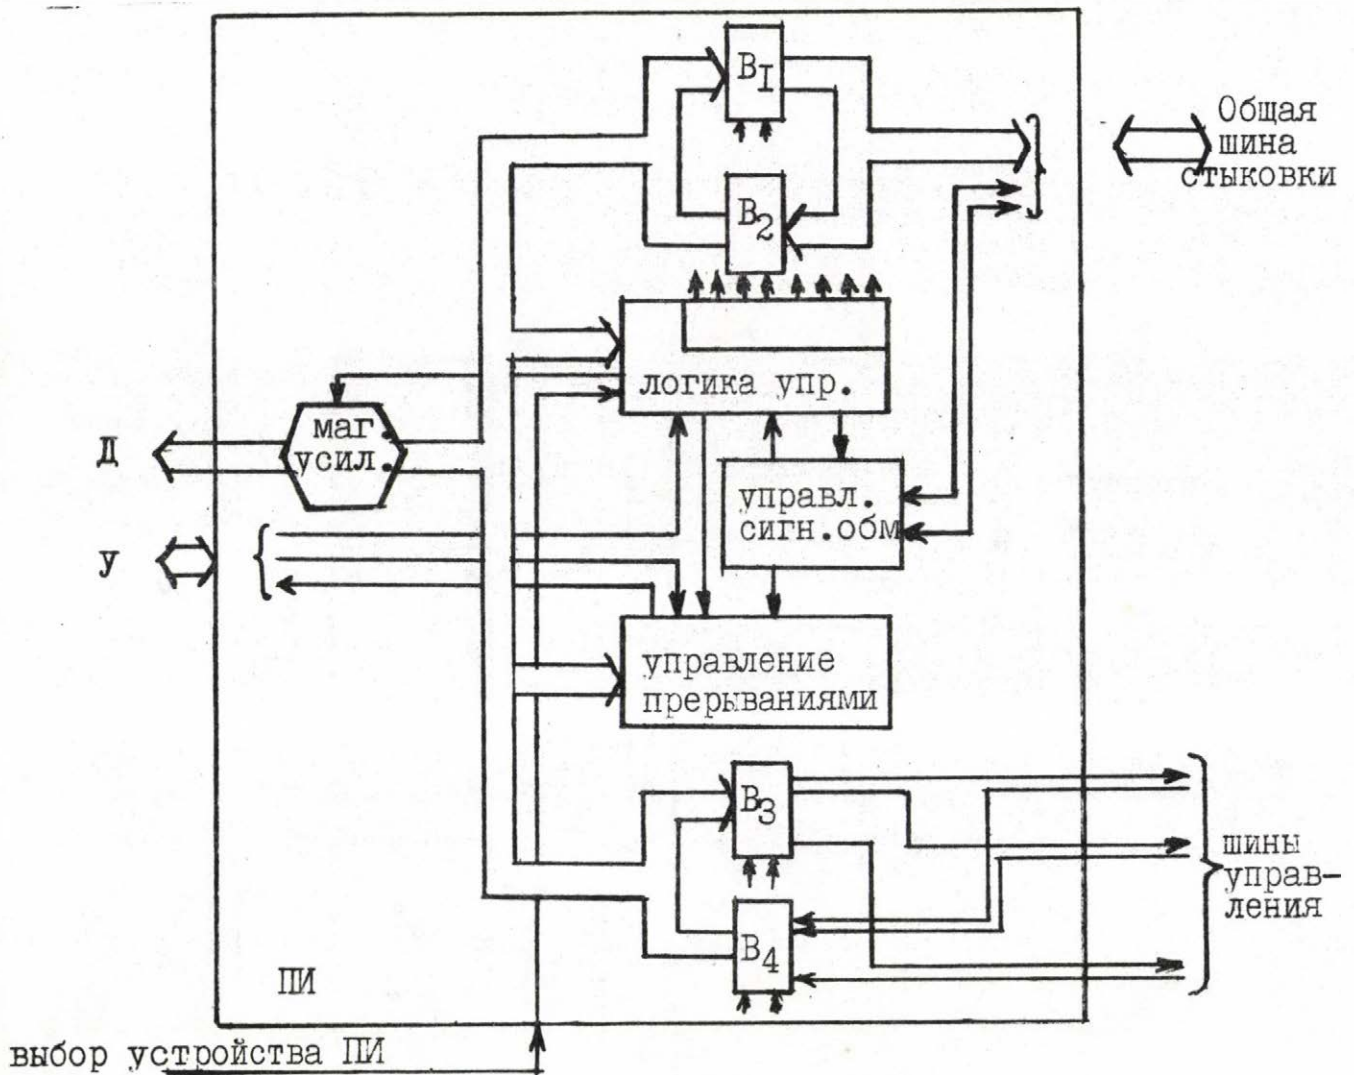 B1
Общая
шина
стыковки
B2
логика упр.
маг.
усил.
Д
управл.
сигн.обм
У
управление
прерываниями
B3
шины
управ-
ления
B4
ПИ
выбор устройства ПИ